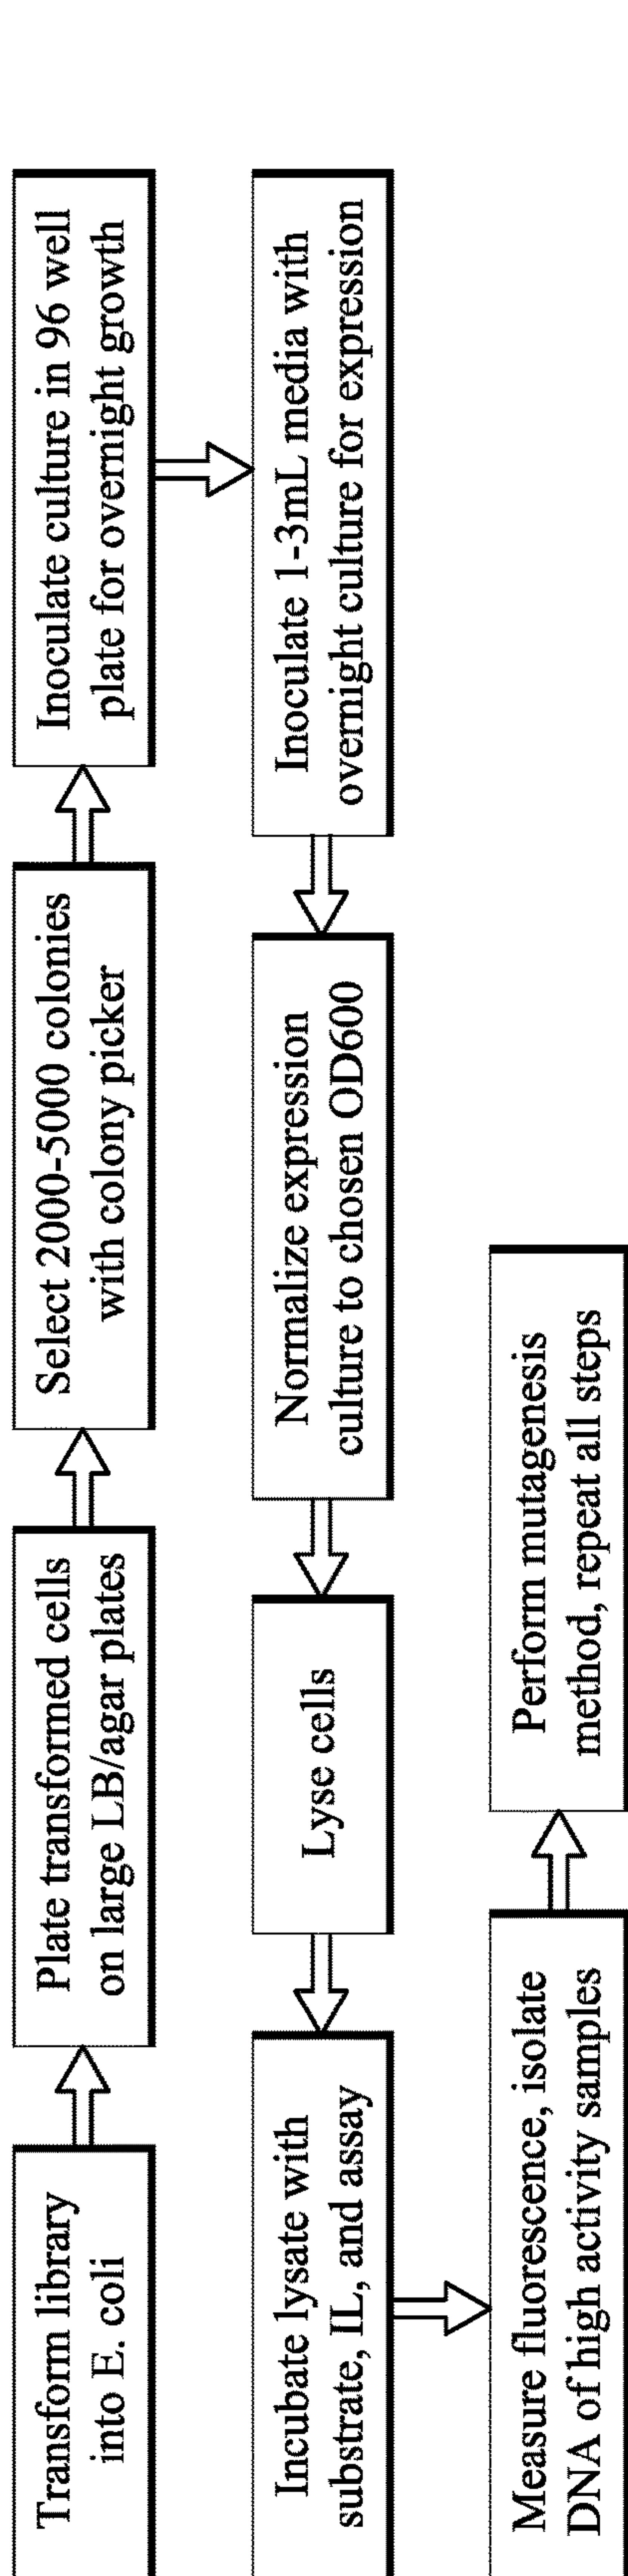 Transform library
into E. coli
Plate transformed cells
on large LB/agar plates
Select 2000-5000 colonies
with colony picker
Inoculate culture in 96 well
plate for overnight growth
Inoculate 1-3mL media with
overnight culture for expression
Normalize expression
culture to chosen OD600
Lyse cells
Incubate lysate with
substrate, IL, and assay
Measure fluorescence, isolate
DNA of high activity samples
Perform mutagenesis
method, repeat all steps